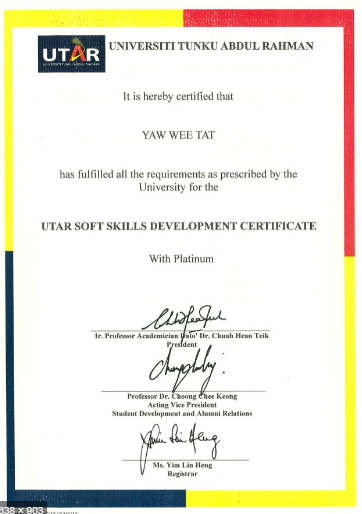 UTAR
UNIVERSITI TUNKU ABDUL RAHMAN
It is hereby certified that
YAW WEE TAT
has fulfilled all the requirements as prescribed by the
University for the
UTAR SOFT SKILLS DEVELOPMENT CERTIFICATE
With Platinum
Ir. Professor Academician Dato' Dr. Chuah Hean Teik
President
Professor Dr. Choong Chee Keong
Acting Vice President
Student Development and Alumni Relations
Yim Lin Heng
Ms. Yim Lin Heng
Registrar
638 x 903